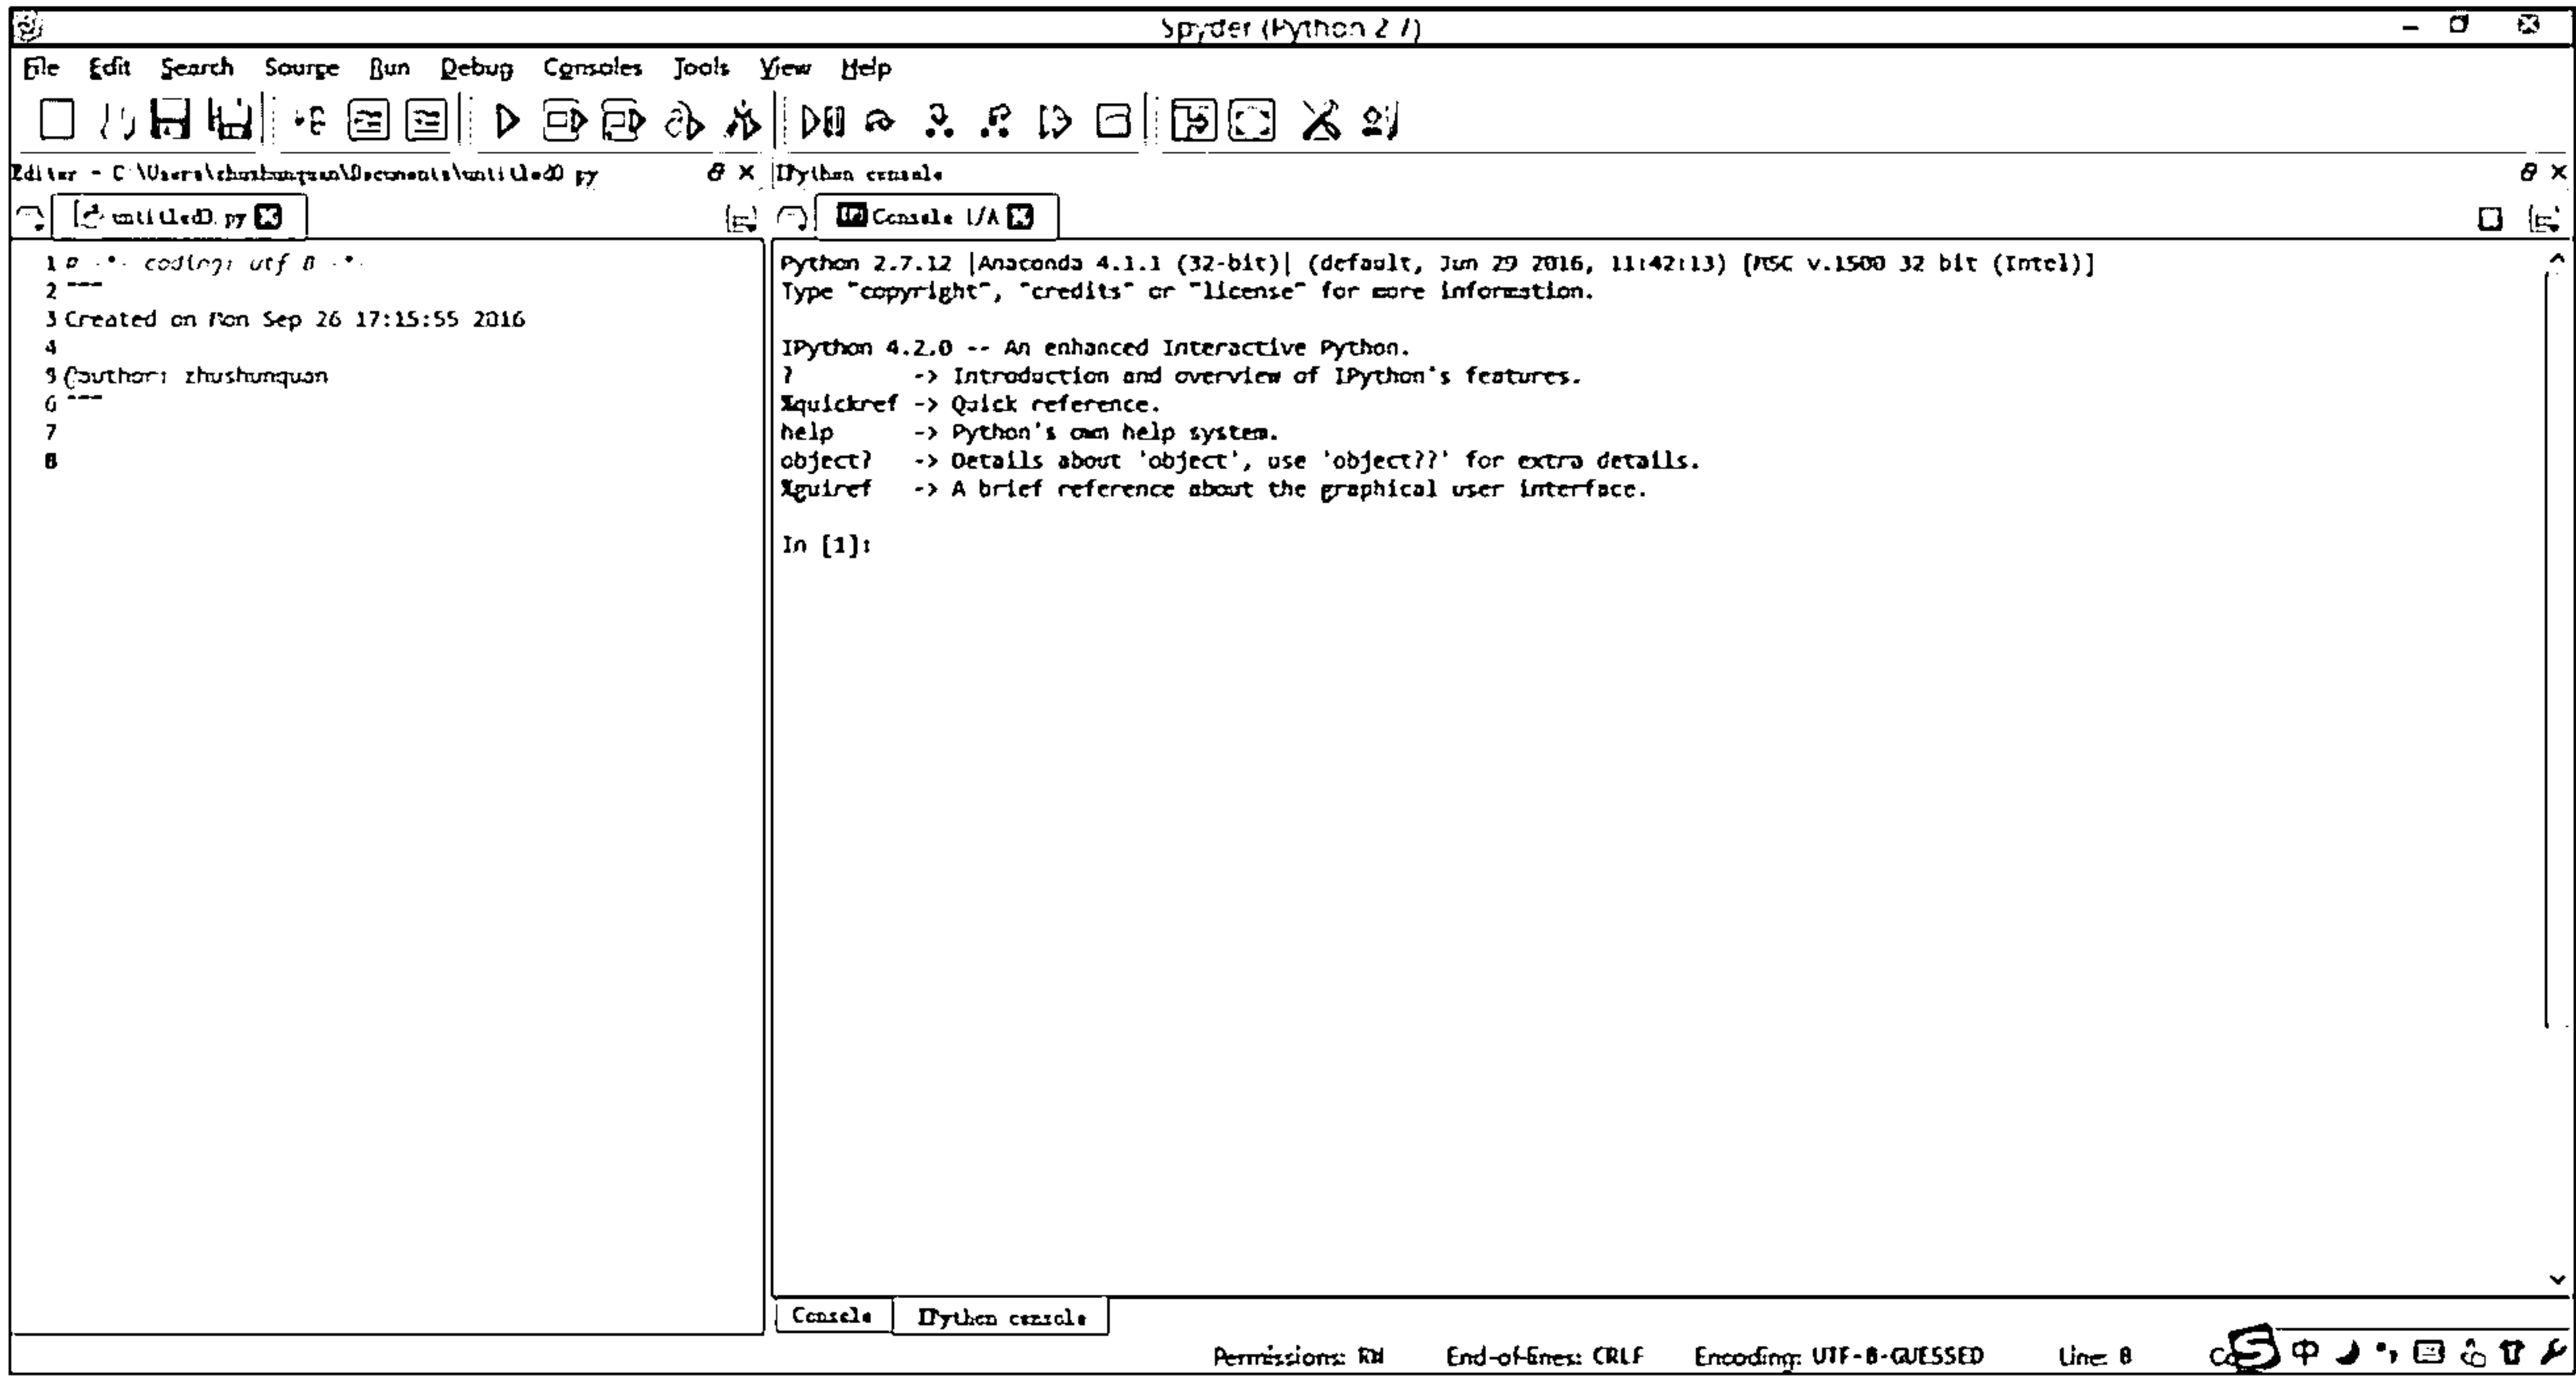 Spyder (Python 2.7)
File Edit Search Source Run Debug Consoles Tools View Help
Editor - C:\Users\zhushunquan\Documents\untitled0.py
IPython console
untitled0.py
Console 1/A
1 # -*- coding: utf-8 -*-
2 """
3 Created on Mon Sep 26 17:15:55 2016
4
5 @author: zhushunquan
6 """
7
8
Python 2.7.12 |Anaconda 4.1.1 (32-bit)| (default, Jun 29 2016, 11:42:13) [MSC v.1500 32 bit (Intel)]
Type "copyright", "credits" or "license" for more information.
IPython 4.2.0 -- An enhanced Interactive Python.
? -> Introduction and overview of IPython's features.
%quickref -> Quick reference.
help -> Python's own help system.
object? -> Details about 'object', use 'object??' for extra details.
%guiref -> A brief reference about the graphical user interface.
In [1]:
Console IPython console
Permissions: RW End-of-lines: CRLF Encoding: UTF-8-GUESSED Line: 8 中